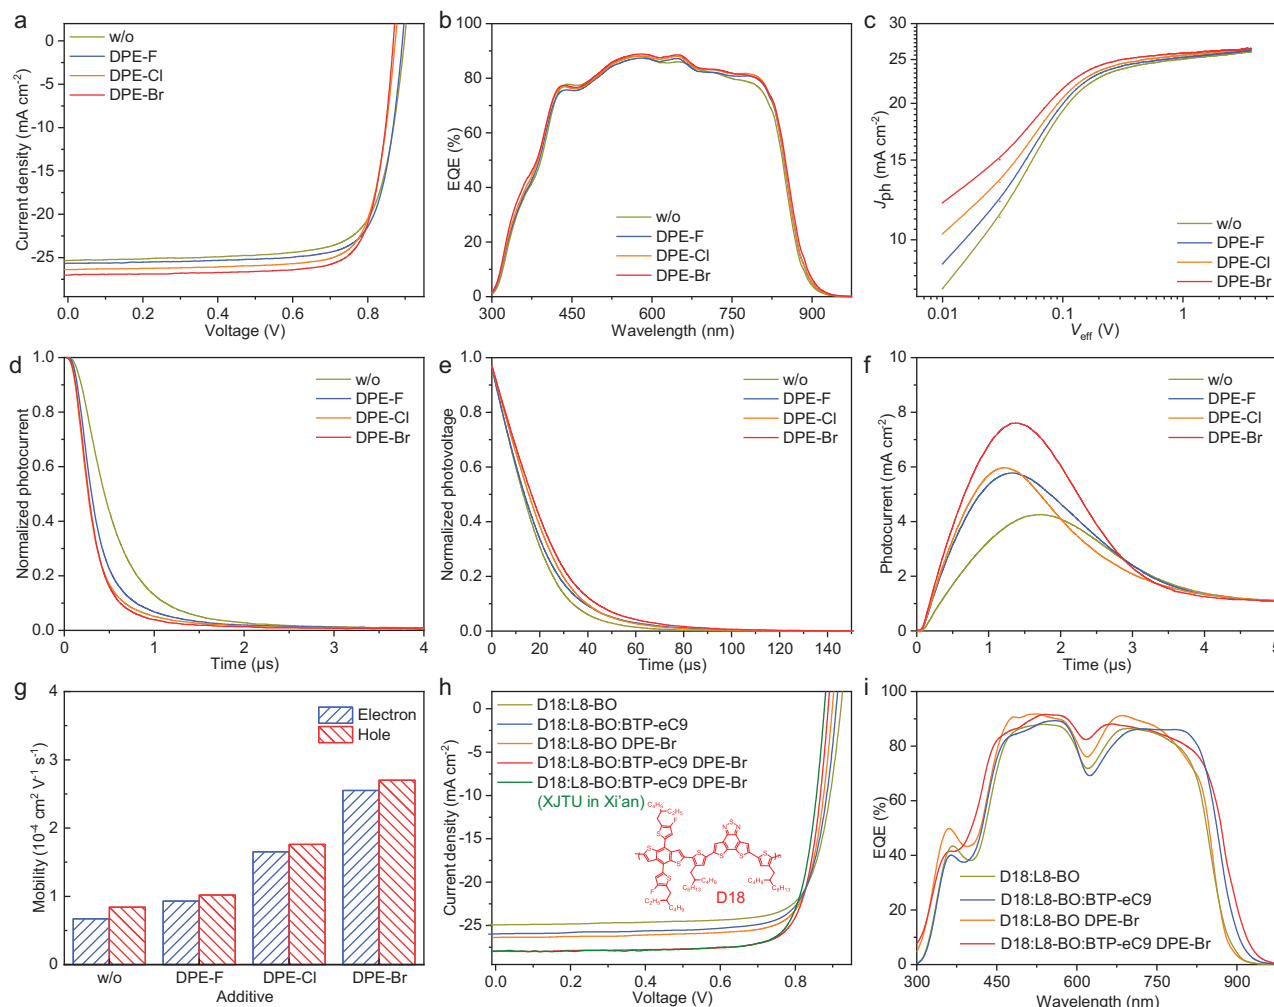 a
w/o
DPE-F
DPE-Cl
DPE-Br
Current density (mA cm-2)
0
-5
-10
-15
-20
-25
0.0 0.2 0.4 0.6 0.8
Voltage (V)
b
EQE (%)
100
80
60
40
20
0
w/o
DPE-F
DPE-Cl
DPE-Br
300 450 600 750 900
Wavelength (nm)
c
Jph (mA cm-2)
30
25
20
15
10
w/o
DPE-F
DPE-Cl
DPE-Br
0.01 0.1 1
Veff (V)
d
Normalized photocurrent
1.0
0.8
0.6
0.4
0.2
0.0
w/o
DPE-F
DPE-Cl
DPE-Br
0 1 2 3 4
Time (µs)
e
Normalized photovoltage
1.0
0.8
0.6
0.4
0.2
0.0
w/o
DPE-F
DPE-Cl
DPE-Br
0 20 40 60 80 100 120 140
Time (µs)
f
Photocurrent (mA cm-2)
10
8
6
4
2
0
w/o
DPE-F
DPE-Cl
DPE-Br
0 1 2 3 4 5
Time (µs)
g
Mobility (10-4 cm2 V-1 s-1)
4
3
2
1
0
Electron
Hole
w/o DPE-F DPE-Cl DPE-Br
Additive
h
Current density (mA cm-2)
0
-5
-10
-15
-20
-25
D18:L8-BO
D18:L8-BO:BTP-eC9
D18:L8-BO DPE-Br
D18:L8-BO:BTP-eC9 DPE-Br
D18:L8-BO:BTP-eC9 DPE-Br
(XJTU in Xi'an)
D18
0.0 0.2 0.4 0.6 0.8
Voltage (V)
i
EQE (%)
100
80
60
40
20
0
D18:L8-BO
D18:L8-BO:BTP-eC9
D18:L8-BO DPE-Br
D18:L8-BO:BTP-eC9 DPE-Br
300 450 600 750 900
Wavelength (nm)